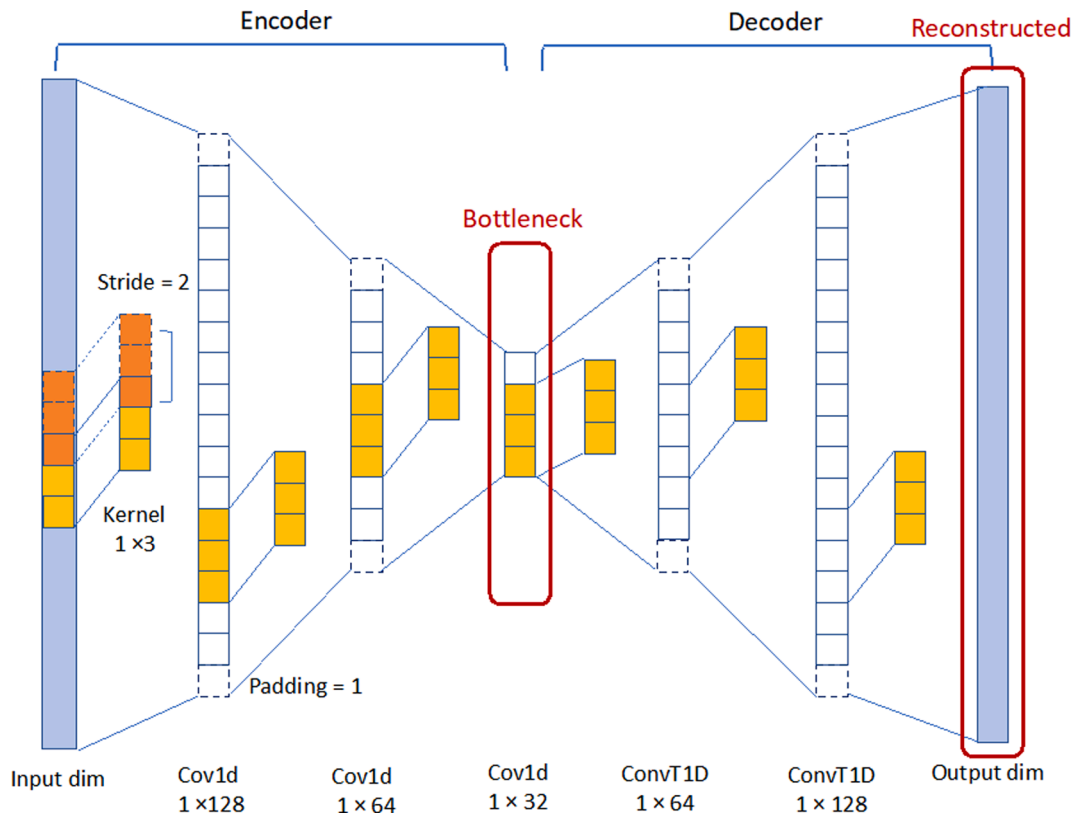 Encoder
Decoder
Reconstructed
Bottleneck
Stride = 2
Kernel
1 ×3
Padding = 1
Input dim
Cov1d
1 ×128
Cov1d
1 × 64
Cov1d
1 × 32
ConvT1D
1 × 64
ConvT1D
1 × 128
Output dim